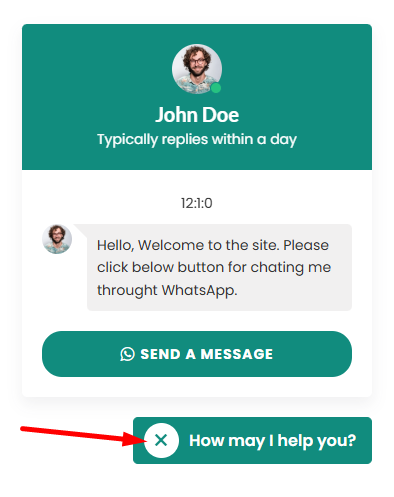 John Doe
Typically replies within a day
12:1:0
Hello, Welcome to the site. Please
click below button for chating me
throught WhatsApp.
SEND A MESSAGE
How may I help you?